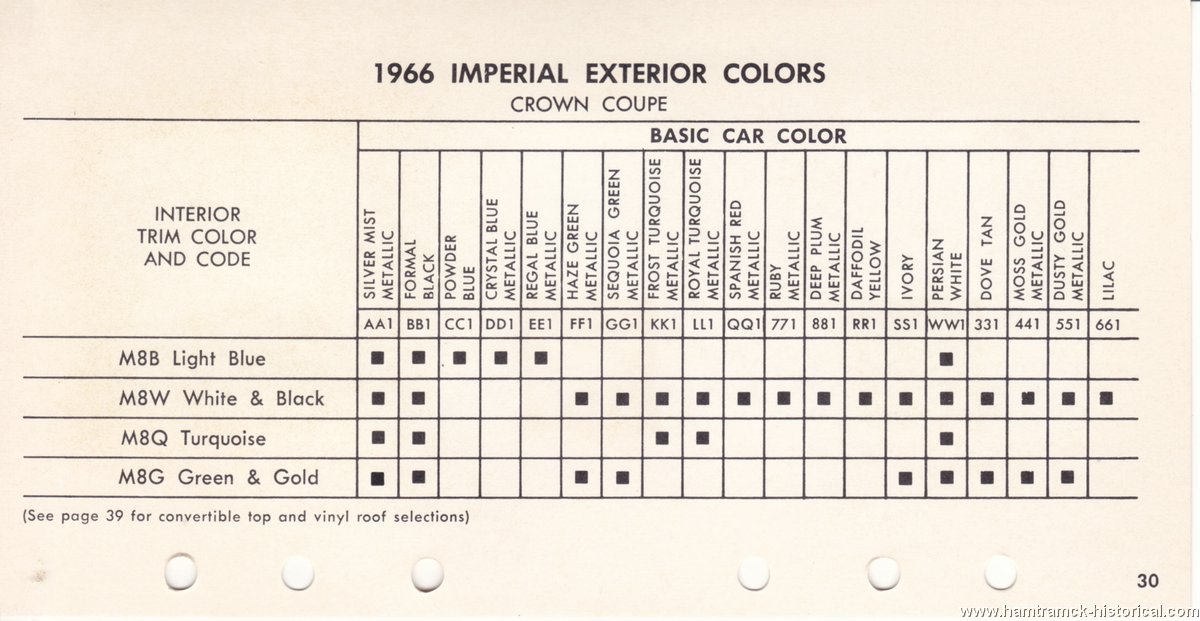 1966 IMPERIAL EXTERIOR COLORS
CROWN COUPE
BASIC CAR COLOR
INTERIOR
TRIM COLOR
AND CODE
SILVER MIST
METALLIC
FORMAL
BLACK
POWDER
BLUE
CRYSTAL BLUE
METALLIC
REGAL BLUE
METALLIC
HAZE GREEN
METALLIC
SEQUOIA GREEN
METALLIC
FROST TURQUOISE
METALLIC
ROYAL TURQUOISE
METALLIC
SPANISH RED
METALLIC
RUBY
METALLIC
DEEP PLUM
METALLIC
DAFFODIL
YELLOW
IVORY
PERSIAN
WHITE
DOVE TAN
MOSS GOLD
METALLIC
DUSTY GOLD
METALLIC
LILAC
AA1 BB1 CC1 DD1 EE1 FF1 GG1 KK1 LL1 QQ1 771 881 RR1 SS1 WW1 331 441 551 661
M8B Light Blue
M8W White & Black
M8Q Turquoise
M8G Green & Gold
(See page 39 for convertible top and vinyl roof selections)
30
www.hamtramck-historical.com